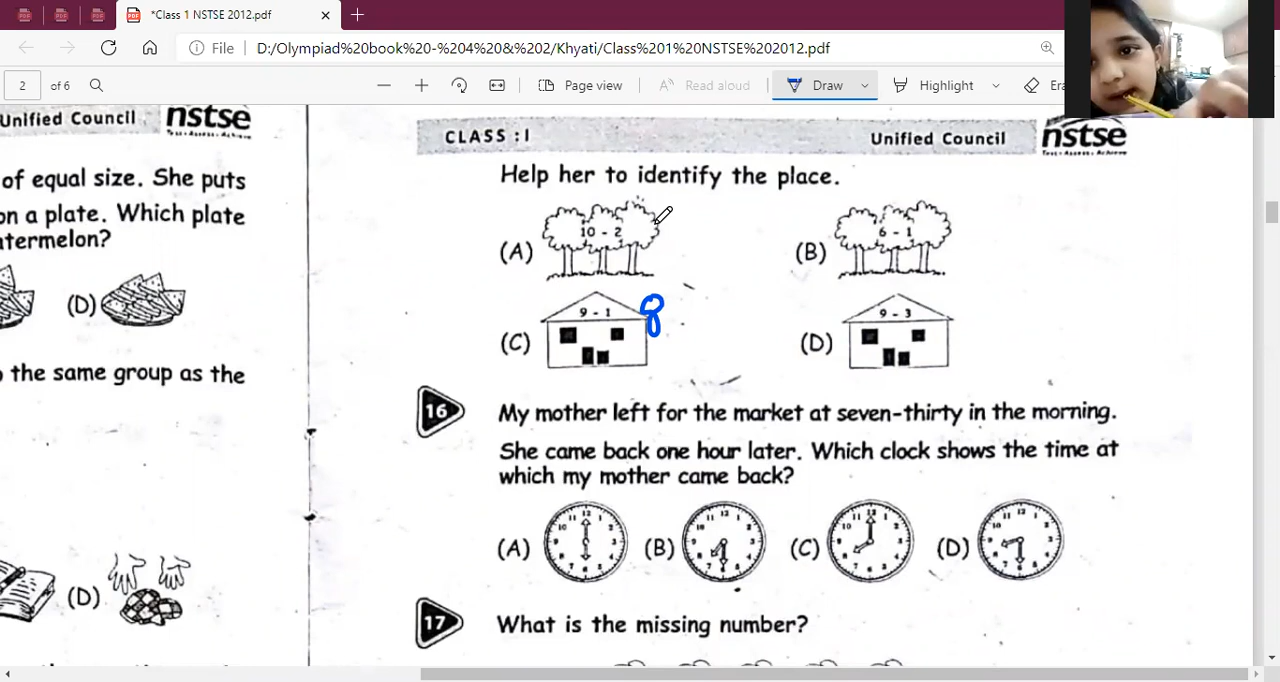 *Class 1 NSTSE 2012.pdf
File D:/Olympiad%20book%20-%204%20&%202/Khyati/Class%201%20NSTSE%202012.pdf
2 of 6 Page view Read aloud Draw Highlight
Unified Council nstse
of equal size. She puts
on a plate. Which plate
(D)
the same group as the
(D)
CLASS : I Unified Council nstse
Help her to identify the place.
(A) 10 - 2 (B) 6 - 1
(C) 9 - 1 8 (D) 9 - 3
16 My mother left for the market at seven-thirty in the morning.
She came back one hour later. Which clock shows the time at
which my mother came back?
(A) (B) (C) (D)
17 What is the missing number?